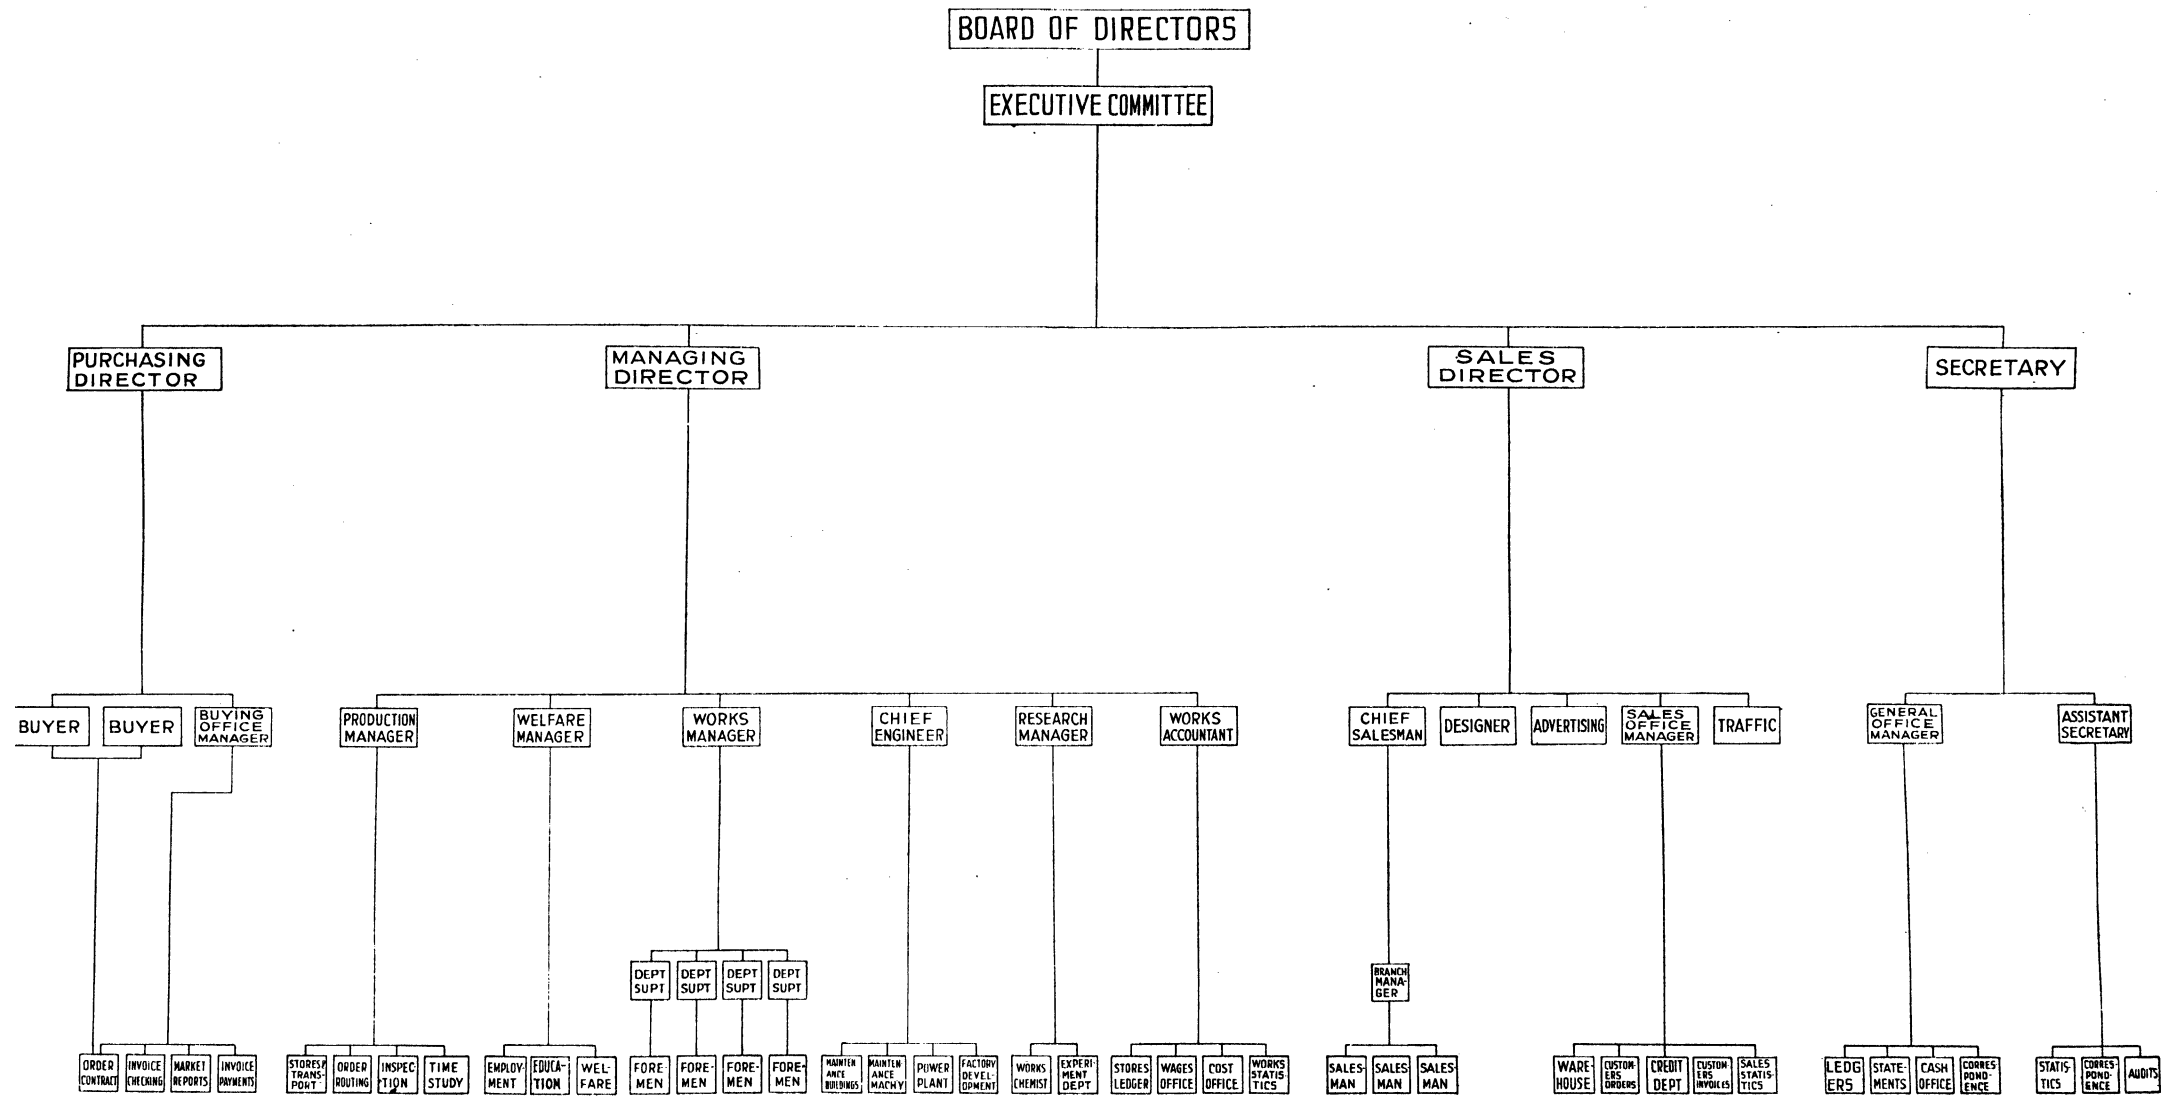 BOARD OF DIRECTORS
EXECUTIVE COMMITTEE
PURCHASING
DIRECTOR
MANAGING
DIRECTOR
SALES
DIRECTOR
SECRETARY
BUYER
BUYER
BUYING
OFFICE
MANAGER
PRODUCTION
MANAGER
WELFARE
MANAGER
WORKS
MANAGER
CHIEF
ENGINEER
RESEARCH
MANAGER
WORKS
ACCOUNTANT
CHIEF
SALESMAN
DESIGNER
ADVERTISING
SALES
OFFICE
MANAGER
TRAFFIC
GENERAL
OFFICE
MANAGER
ASSISTANT
SECRETARY
DEPT
SUPT
DEPT
SUPT
DEPT
SUPT
DEPT
SUPT
BRANCH
MANA-
GER
ORDER
CONTRACT
INVOICE
CHECKING
MARKET
REPORTS
INVOICE
PAYMENTS
STORES/
TRANS-
PORT
ORDER
ROUTING
INSPEC-
TION
TIME
STUDY
EMPLOY-
MENT
EDUCA-
TION
WEL-
FARE
FORE-
MEN
FORE-
MEN
FORE-
MEN
FORE-
MEN
MAINTEN
ANCE
BUILDINGS
MAINTEN-
ANCE
MACHY
POWER
PLANT
FACTORY
DEVEL-
OPMENT
WORKS
CHEMIST
EXPERI-
MENT
DEPT
STORES
LEDGER
WAGES
OFFICE
COST
OFFICE
WORKS
STATIS-
TICS
SALES-
MAN
SALES-
MAN
SALES-
MAN
WARE-
HOUSE
CUSTOM-
ERS
ORDERS
CREDIT
DEPT
CUSTOM-
ERS
INVOICES
SALES
STATIS-
TICS
LEDG
ERS
STATE-
MENTS
CASH
OFFICE
CORRES-
POND-
ENCE
STATIS-
TICS
CORRES-
POND-
ENCE
AUDITS